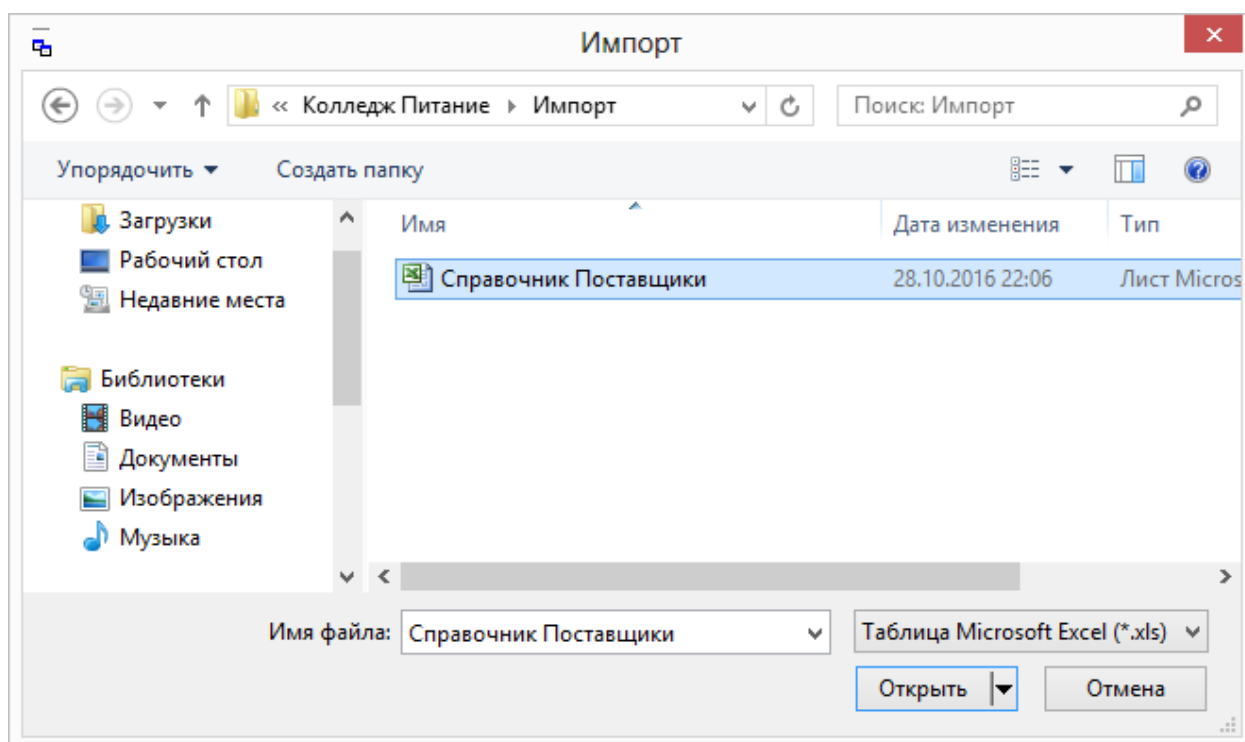 Импорт
« Колледж Питание Импорт
Поиск: Импорт
Упорядочить Создать папку
Имя Дата изменения Тип
Загрузки
Рабочий стол
Недавние места
Справочник Поставщики 28.10.2016 22:06 Лист Micros
Библиотеки
Видео
Документы
Изображения
Музыка
Имя файла: Справочник Поставщики Таблица Microsoft Excel (*.xls)
Открыть Отмена